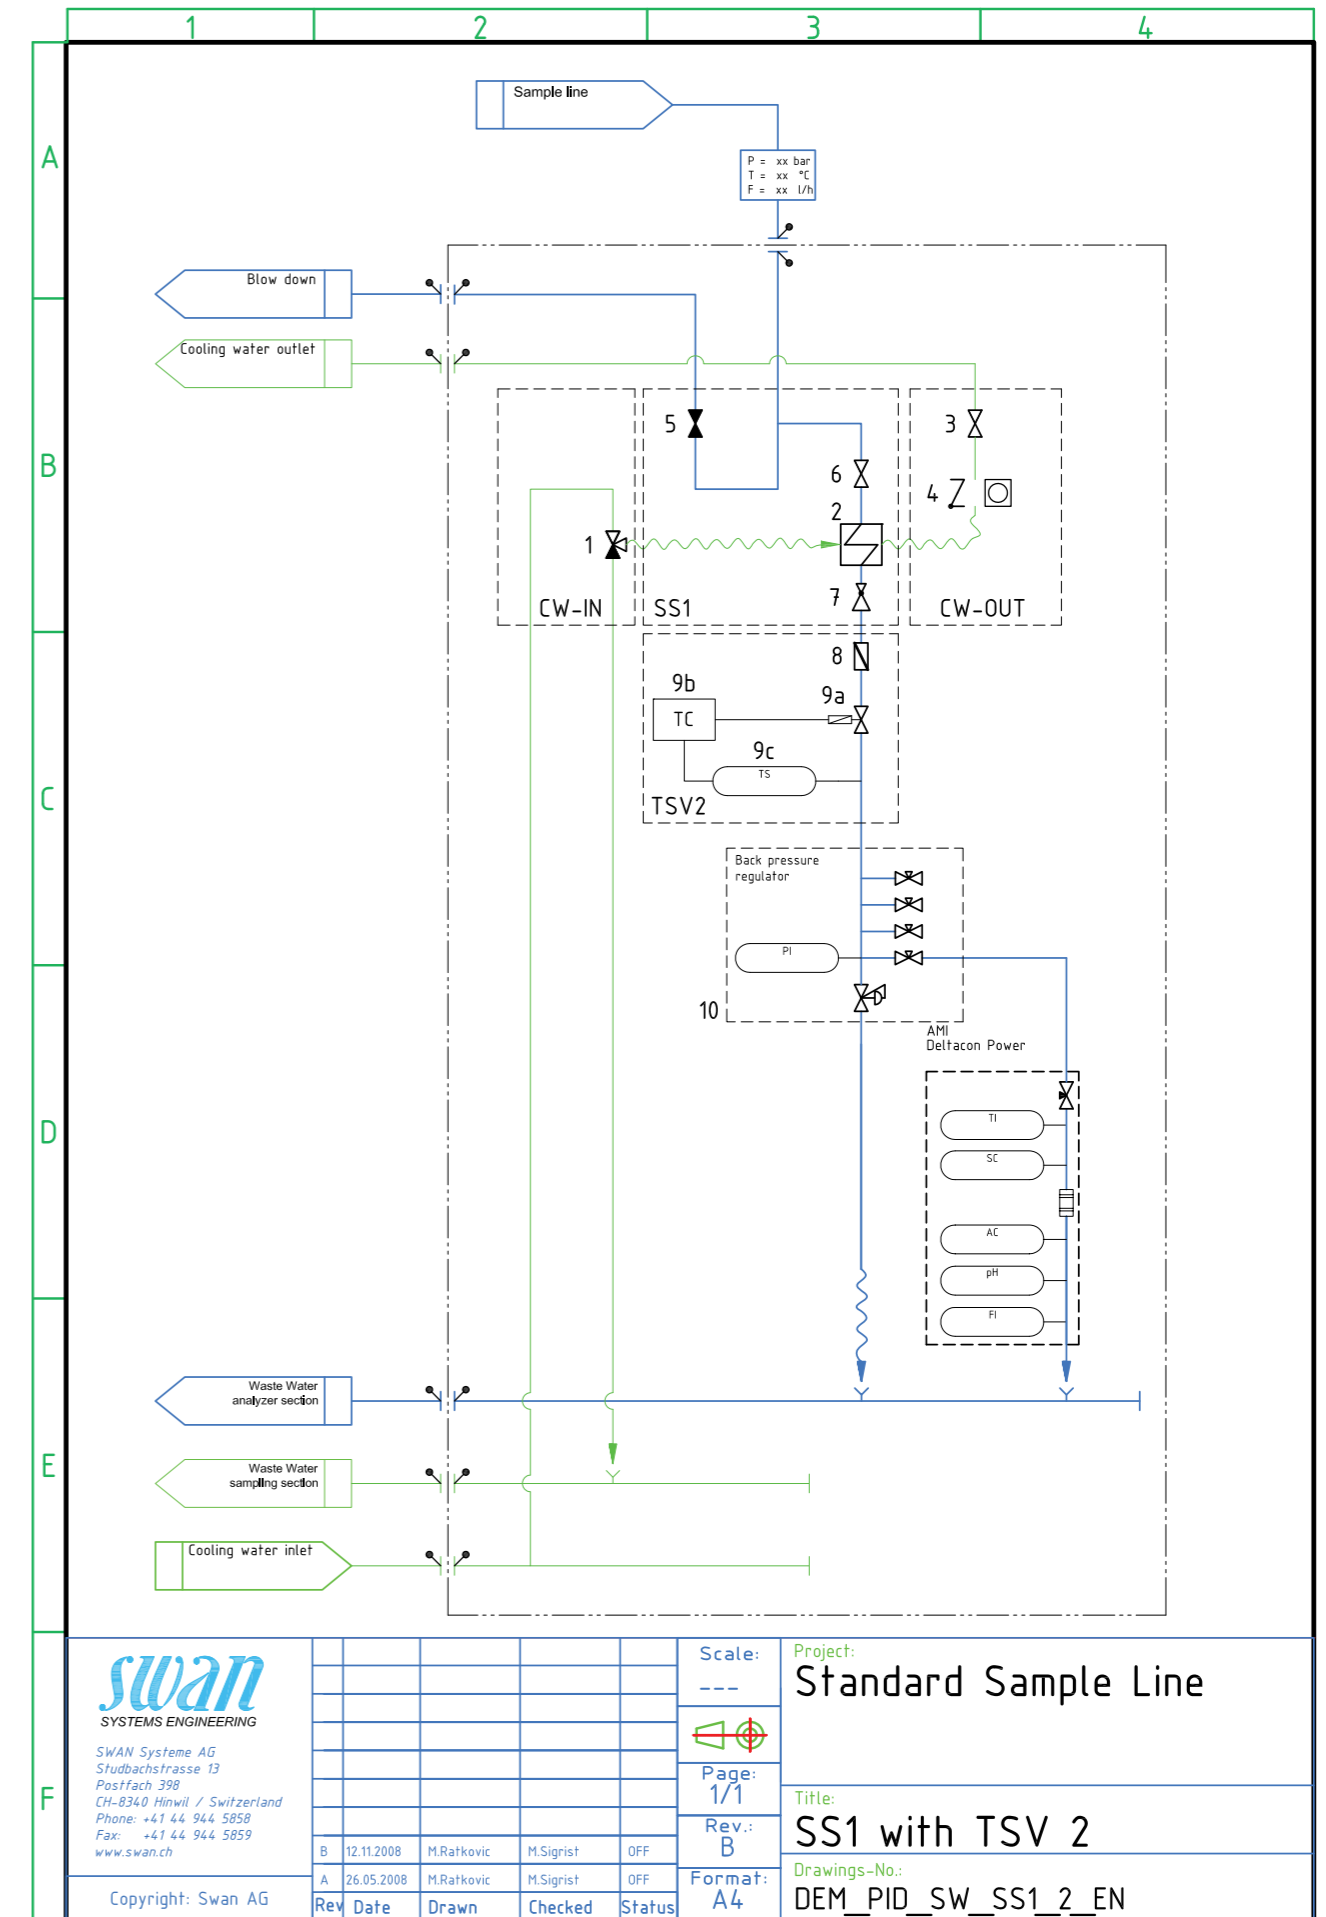 1 2 3 4
A
B
C
D
E
F
Sample line
P = xx bar
T = xx °C
F = xx l/h
Blow down
Cooling water outlet
5
6
3
4
2
1
7
CW-IN
SS1
CW-OUT
8
9b
9a
TC
9c
TS
TSV2
Back pressure
regulator
PI
10
AMI
Deltacon Power
TI
SC
AC
pH
FI
Waste Water
analyzer section
Waste Water
sampling section
Cooling water inlet
swan
SYSTEMS ENGINEERING
SWAN Systeme AG
Studbachstrasse 13
Postfach 398
CH-8340 Hinwil / Switzerland
Phone: +41 44 944 5858
Fax: +41 44 944 5859
www.swan.ch
Copyright: Swan AG
B 12.11.2008 M.Ratkovic M.Sigrist OFF
A 26.05.2008 M.Ratkovic M.Sigrist OFF
Rev Date Drawn Checked Status
Scale:
---
Page:
1/1
Rev.:
B
Format:
A4
Project:
Standard Sample Line
Title:
SS1 with TSV 2
Drawings-No.:
DEM_PID_SW_SS1_2_EN